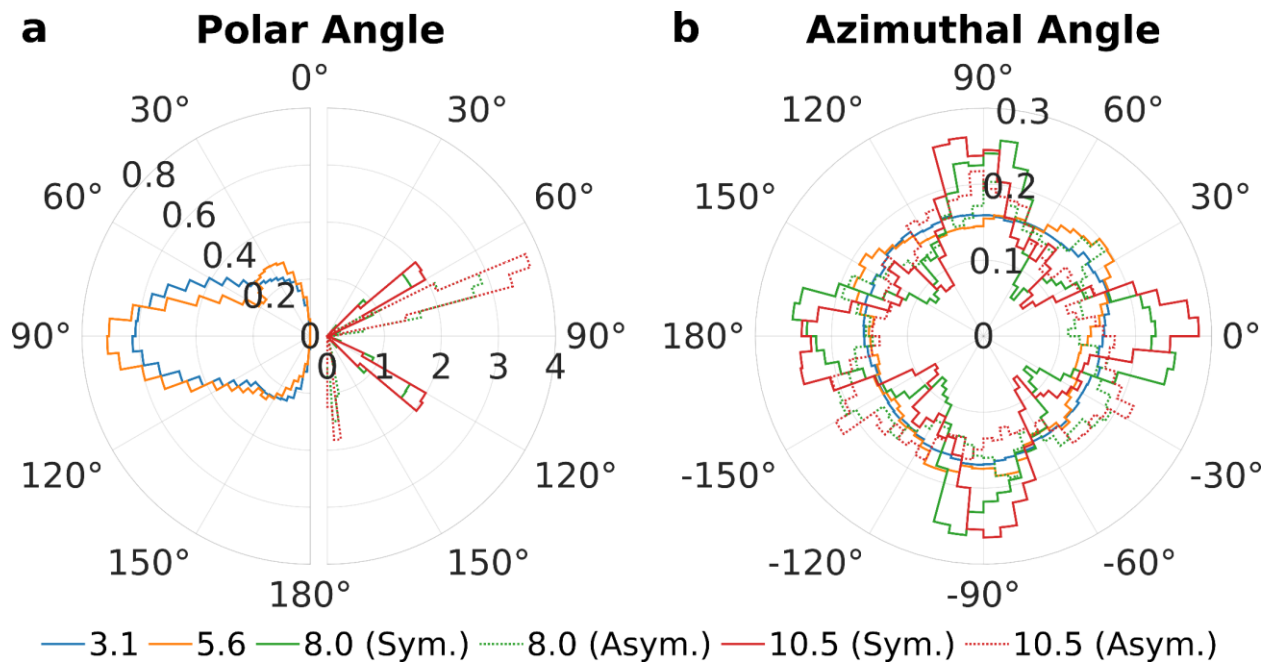 a Polar Angle
b Azimuthal Angle
0°
90°
30° 30°
120° 0.3 60°
0.8
60° 60°
150° 0.2 30°
0.6
0.4
0.1
0.2
90° 0 90°
180° 0 0°
0 1 2 3 4
120° 120°
-150° -30°
150° 150°
-120° -60°
180°
-90°
3.1 5.6 8.0 (Sym.) 8.0 (Asym.) 10.5 (Sym.) 10.5 (Asym.)